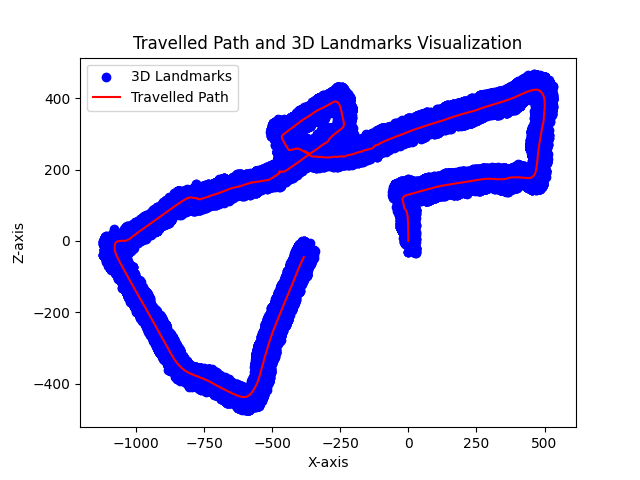 Travelled Path and 3D Landmarks Visualization
3D Landmarks
Travelled Path
400
200
0
−200
−400
Z-axis
−1000
−750
−500
−250
0
250
500
X-axis